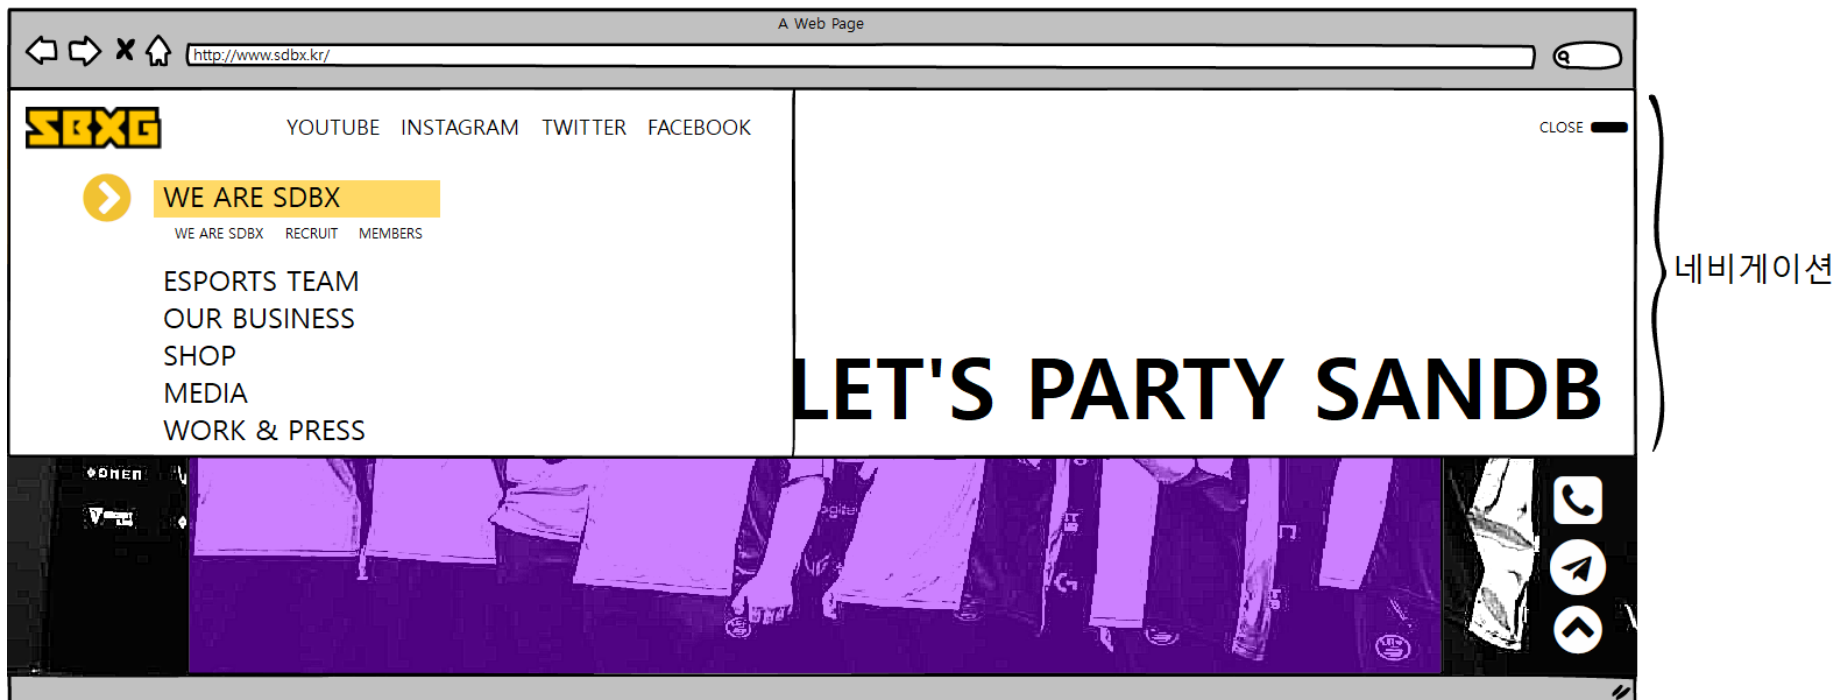 A Web Page
http://www.sdbx.kr/
SBXG
YOUTUBE INSTAGRAM TWITTER FACEBOOK
CLOSE
WE ARE SDBX
WE ARE SDBX RECRUIT MEMBERS
ESPORTS TEAM
OUR BUSINESS
SHOP
MEDIA
WORK & PRESS
LET'S PARTY SANDB
네비게이션
OMEN